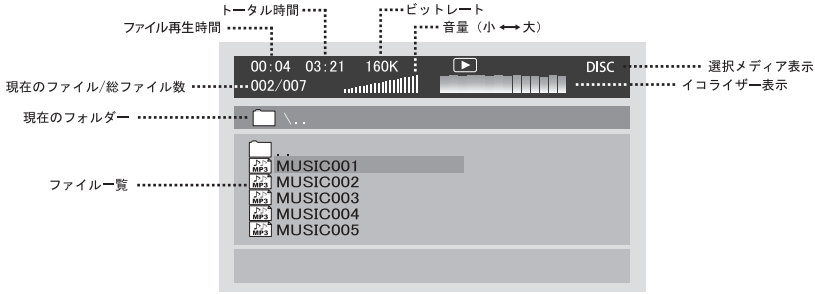 トータル時間
ビットレート
ファイル再生時間
音量（小 ⟷ 大）
00:04 03:21 160K DISC
選択メディア表示
現在のファイル/総ファイル数
002/007
イコライザー表示
現在のフォルダー
\..
..
MP3 MUSIC001
ファイル一覧
MP3 MUSIC002
MP3 MUSIC003
MP3 MUSIC004
MP3 MUSIC005